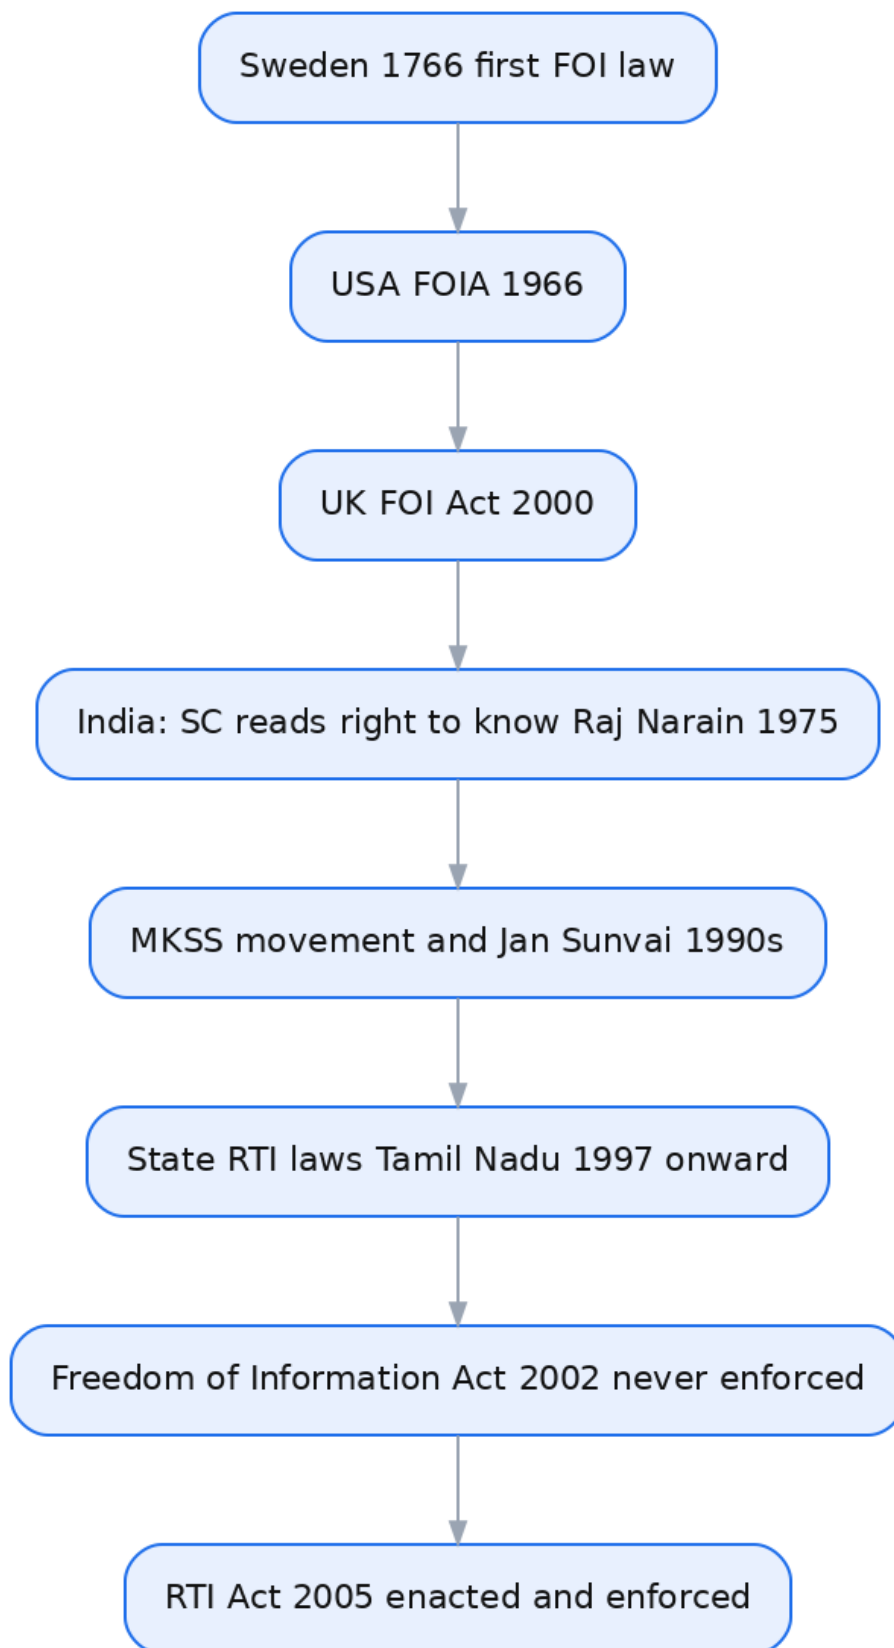 Sweden 1766 first FOI law
USA FOIA 1966
UK FOI Act 2000
India: SC reads right to know Raj Narain 1975
MKSS movement and Jan Sunvai 1990s
State RTI laws Tamil Nadu 1997 onward
Freedom of Information Act 2002 never enforced
RTI Act 2005 enacted and enforced